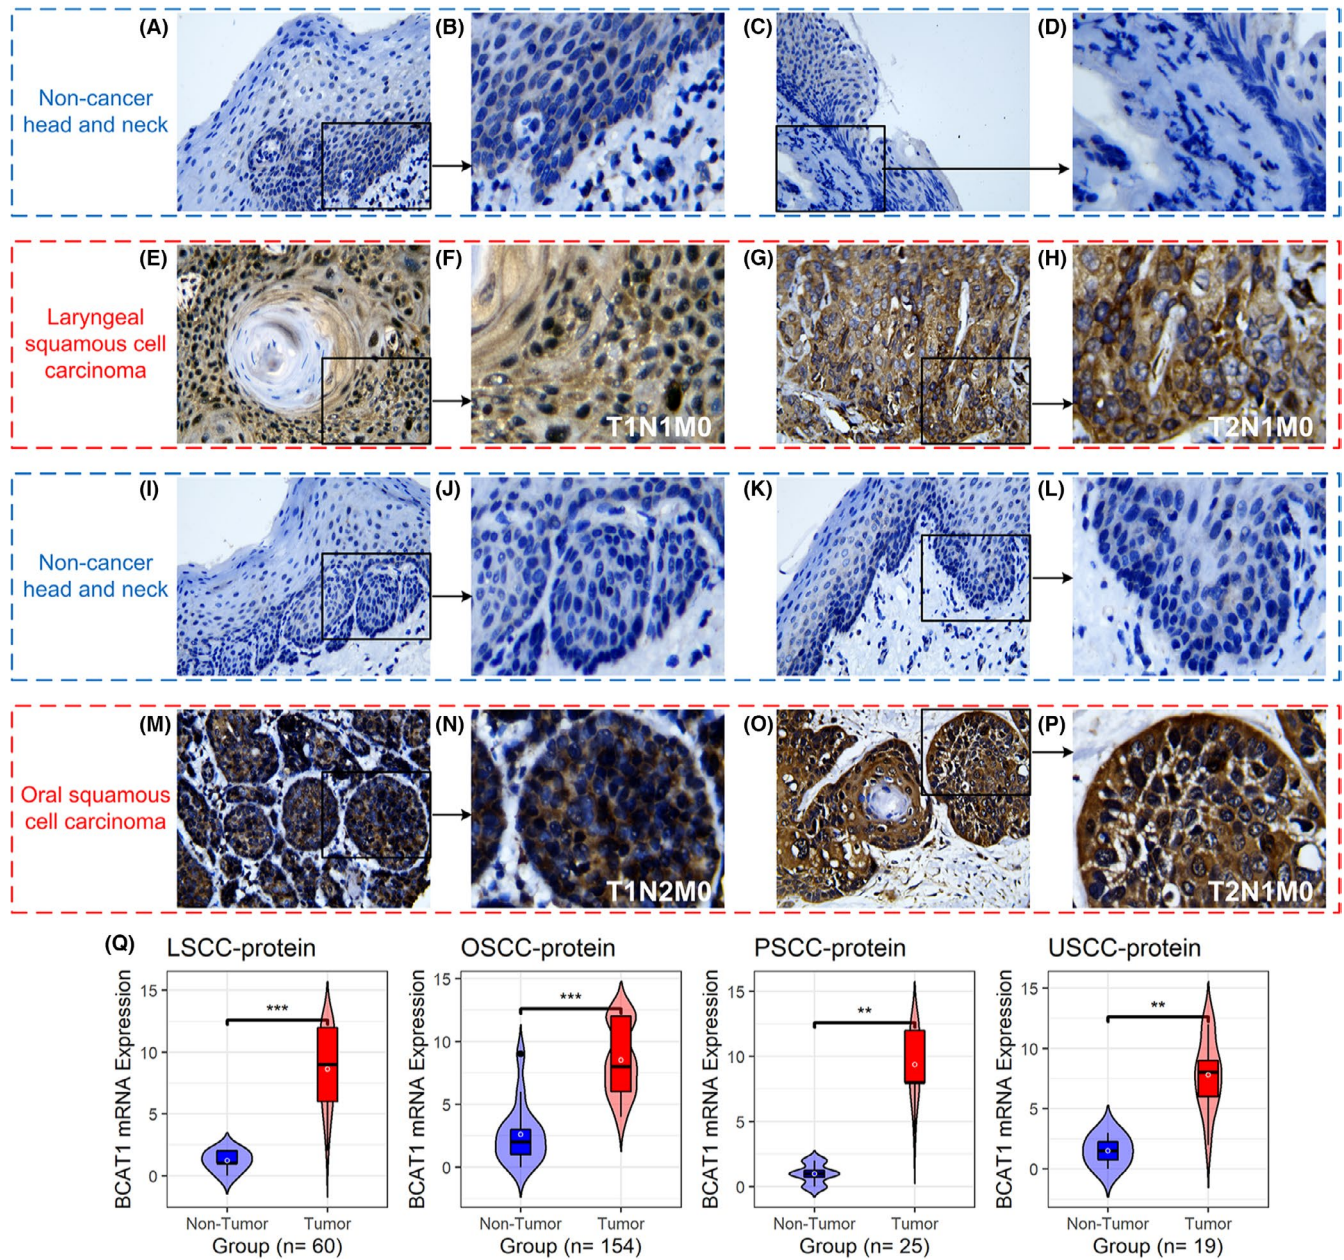 (A)
(B)
(C)
(D)
Non-cancer
head and neck
(E)
(F)
(G)
(H)
Laryngeal
squamous cell
carcinoma
T1N1M0
T2N1M0
(I)
(J)
(K)
(L)
Non-cancer
head and neck
(M)
(N)
(O)
(P)
Oral squamous
cell carcinoma
T1N2M0
T2N1M0
(Q)
LSCC-protein
BCAT1 mRNA Expression
15
10
5
0
***
Non-Tumor
Tumor
Group (n= 60)
OSCC-protein
BCAT1 mRNA Expression
15
10
5
0
***
Non-Tumor
Tumor
Group (n= 154)
PSCC-protein
BCAT1 mRNA Expression
15
10
5
0
**
Non-Tumor
Tumor
Group (n= 25)
USCC-protein
BCAT1 mRNA Expression
15
10
5
0
**
Non-Tumor
Tumor
Group (n= 19)